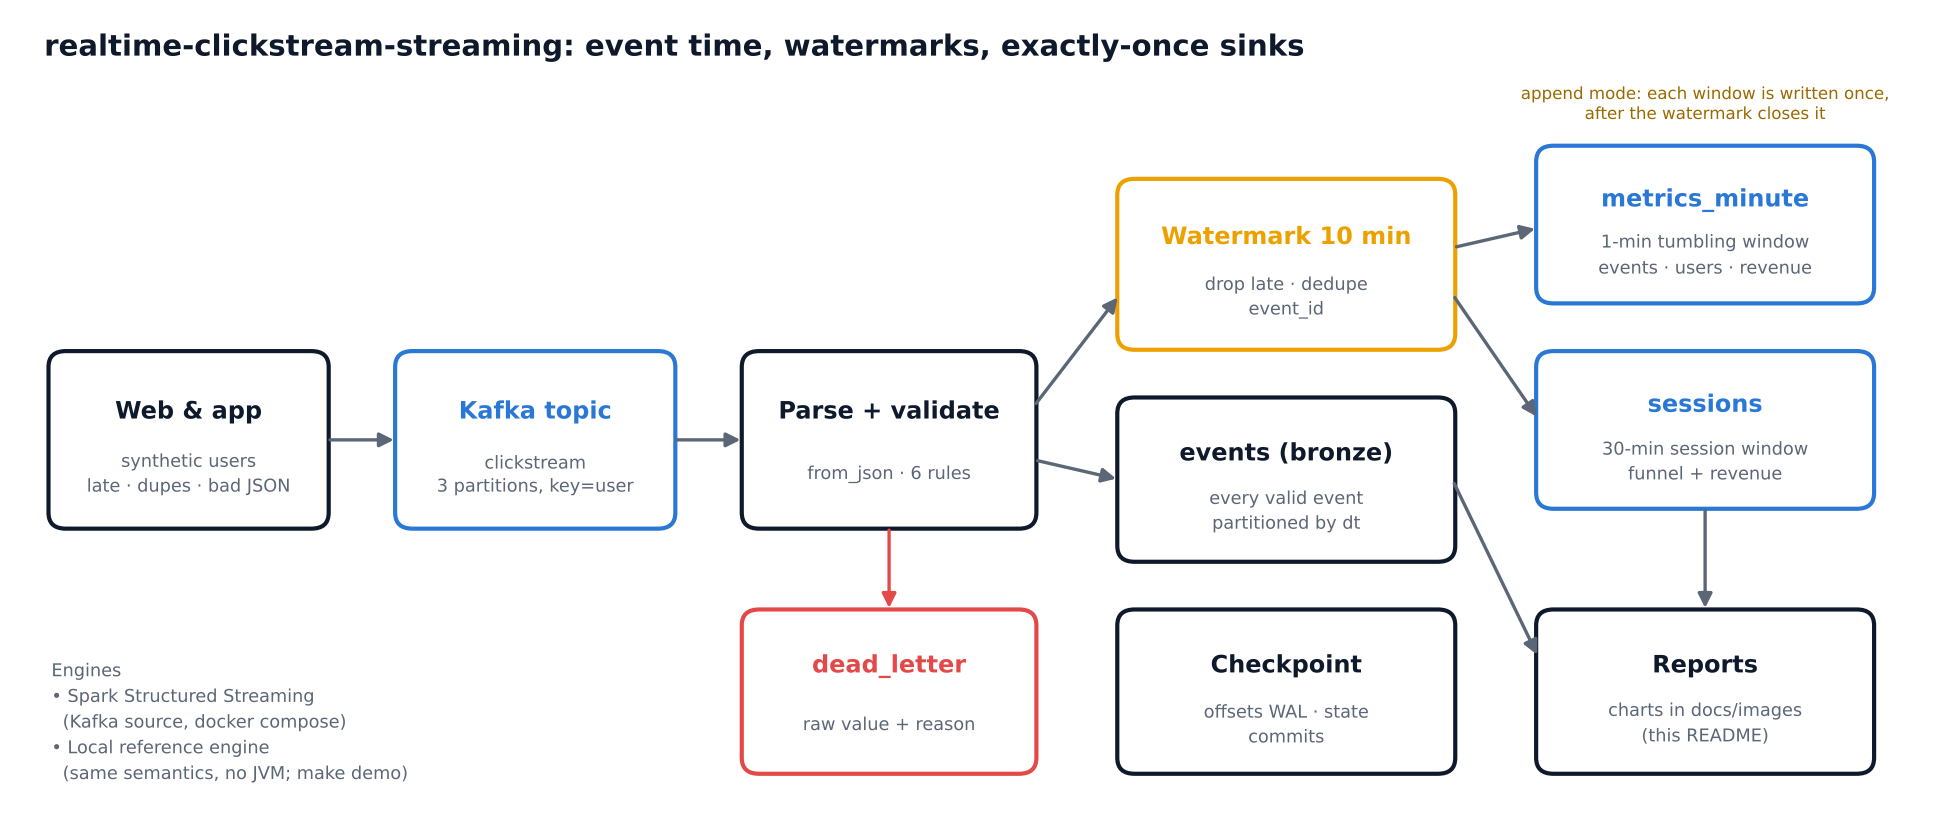 realtime-clickstream-streaming: event time, watermarks, exactly-once sinks
append mode: each window is written once,
after the watermark closes it
Web & app
synthetic users
late · dupes · bad JSON
Kafka topic
clickstream
3 partitions, key=user
Parse + validate
from_json · 6 rules
Watermark 10 min
drop late · dedupe
event_id
metrics_minute
1-min tumbling window
events · users · revenue
events (bronze)
every valid event
partitioned by dt
sessions
30-min session window
funnel + revenue
dead_letter
raw value + reason
Checkpoint
offsets WAL · state
commits
Reports
charts in docs/images
(this README)
Engines
• Spark Structured Streaming
(Kafka source, docker compose)
• Local reference engine
(same semantics, no JVM; make demo)